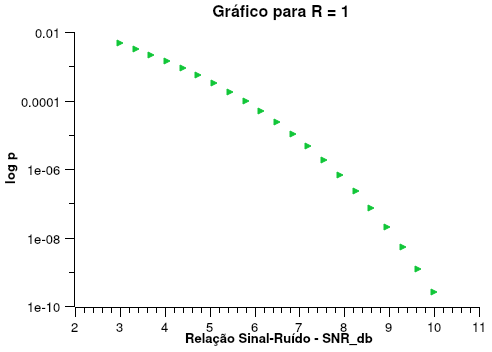 Gráfico para R = 1
0.01
0.0001
1e-06
1e-08
1e-10
log p
2 3 4 5 6 7 8 9 10 11
Relação Sinal-Ruído - SNR_db